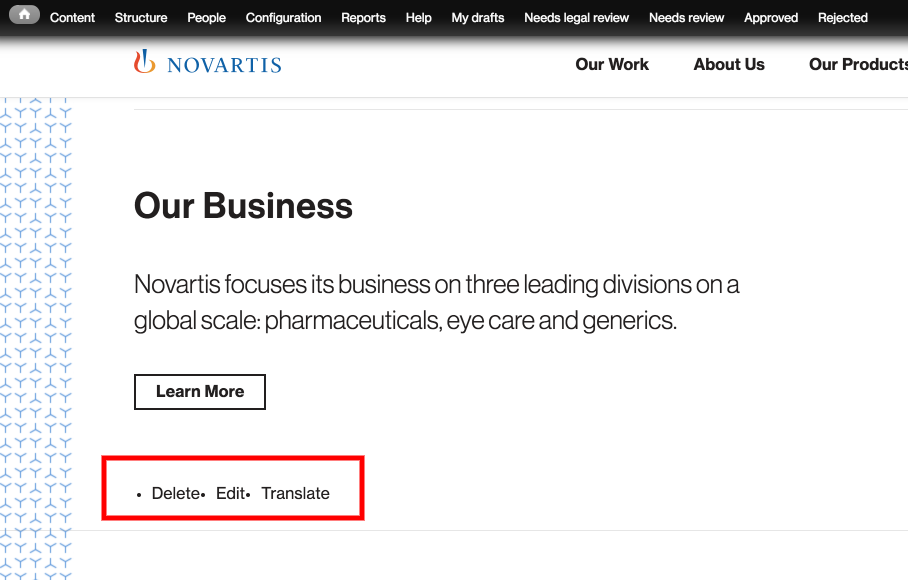 Content Structure People Configuration Reports Help My drafts Needs legal review Needs review Approved Rejected
NOVARTIS
Our Work About Us Our Products
Our Business
Novartis focuses its business on three leading divisions on a
global scale: pharmaceuticals, eye care and generics.
Learn More
• Delete• Edit• Translate